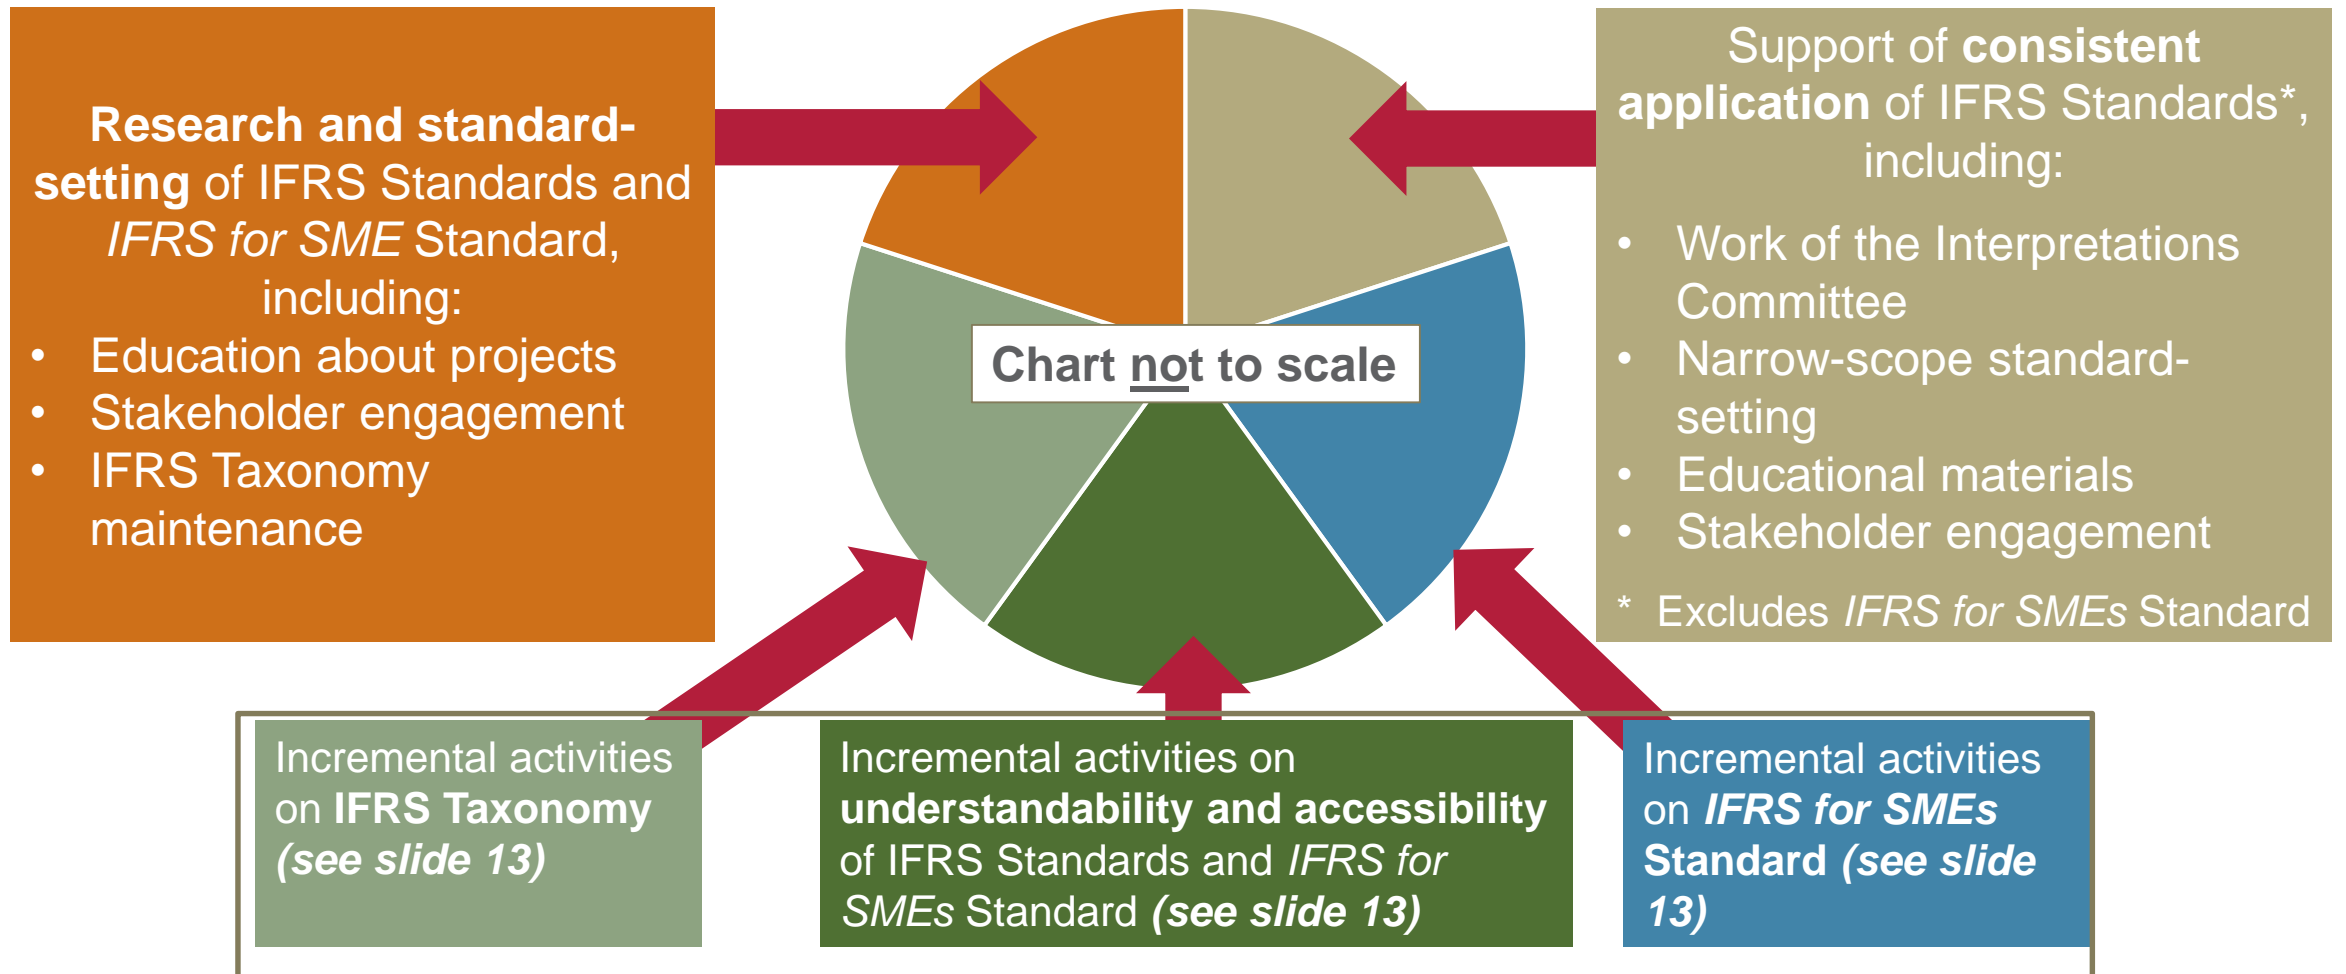 Research and standard-
setting of IFRS Standards and
IFRS for SME Standard,
including:
• Education about projects
• Stakeholder engagement
• IFRS Taxonomy
maintenance
Chart not to scale
Support of consistent
application of IFRS Standards*,
including:
• Work of the Interpretations
Committee
• Narrow-scope standard-
setting
• Educational materials
• Stakeholder engagement
* Excludes IFRS for SMEs Standard
Incremental activities
on IFRS Taxonomy
(see slide 13)
Incremental activities on
understandability and accessibility
of IFRS Standards and IFRS for
SMEs Standard (see slide 13)
Incremental activities
on IFRS for SMEs
Standard (see slide
13)